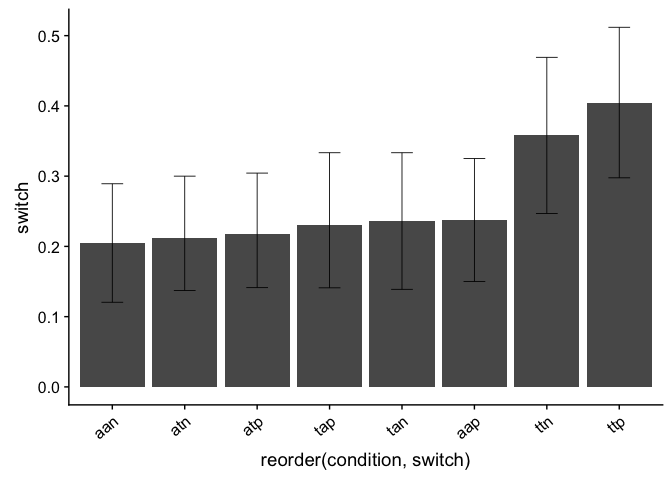 0.5
0.4
0.3
0.2
0.1
0.0
switch
aan
atn
atp
tap
tan
aap
ttn
ttp
reorder(condition, switch)